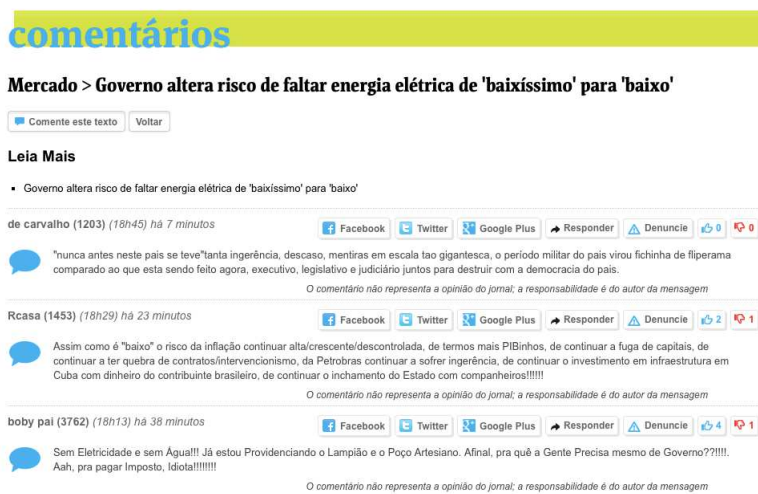 comentários
Mercado > Governo altera risco de faltar energia elétrica de 'baixíssimo' para 'baixo'
Comente este texto Voltar
Leia Mais
Governo altera risco de faltar energia elétrica de 'baixíssimo' para 'baixo'
de carvalho (1203) (18h45) há 7 minutos Facebook Twitter Google Plus Responder Denuncie 0 0
"nunca antes neste pais se teve"tanta ingerência, descaso, mentiras em escala tao gigantesca, o período militar do pais virou fichinha de fliperama
comparado ao que esta sendo feito agora, executivo, legislativo e judiciário juntos para destruir com a democracia do pais.
O comentário não representa a opinião do jornal; a responsabilidade é do autor da mensagem
Rcasa (1453) (18h29) há 23 minutos Facebook Twitter Google Plus Responder Denuncie 2 1
Assim como é "baixo" o risco da inflação continuar alta/crescente/descontrolada, de termos mais PIBinhos, de continuar a fuga de capitais, de
continuar a ter quebra de contratos/intervencionismo, da Petrobras continuar a sofrer ingerência, de continuar o investimento em infraestrutura em
Cuba com dinheiro do contribuinte brasileiro, de continuar o inchamento do Estado com companheiros!!!!!!
O comentário não representa a opinião do jornal; a responsabilidade é do autor da mensagem
boby pai (3762) (18h13) há 38 minutos Facebook Twitter Google Plus Responder Denuncie 4 1
Sem Eletricidade e sem Água!!! Já estou Providenciando o Lampião e o Poço Artesiano. Afinal, pra quê a Gente Precisa mesmo de Governo??!!!!.
Aah, pra pagar Imposto, Idiota!!!!!!!!
O comentário não representa a opinião do jornal; a responsabilidade é do autor da mensagem